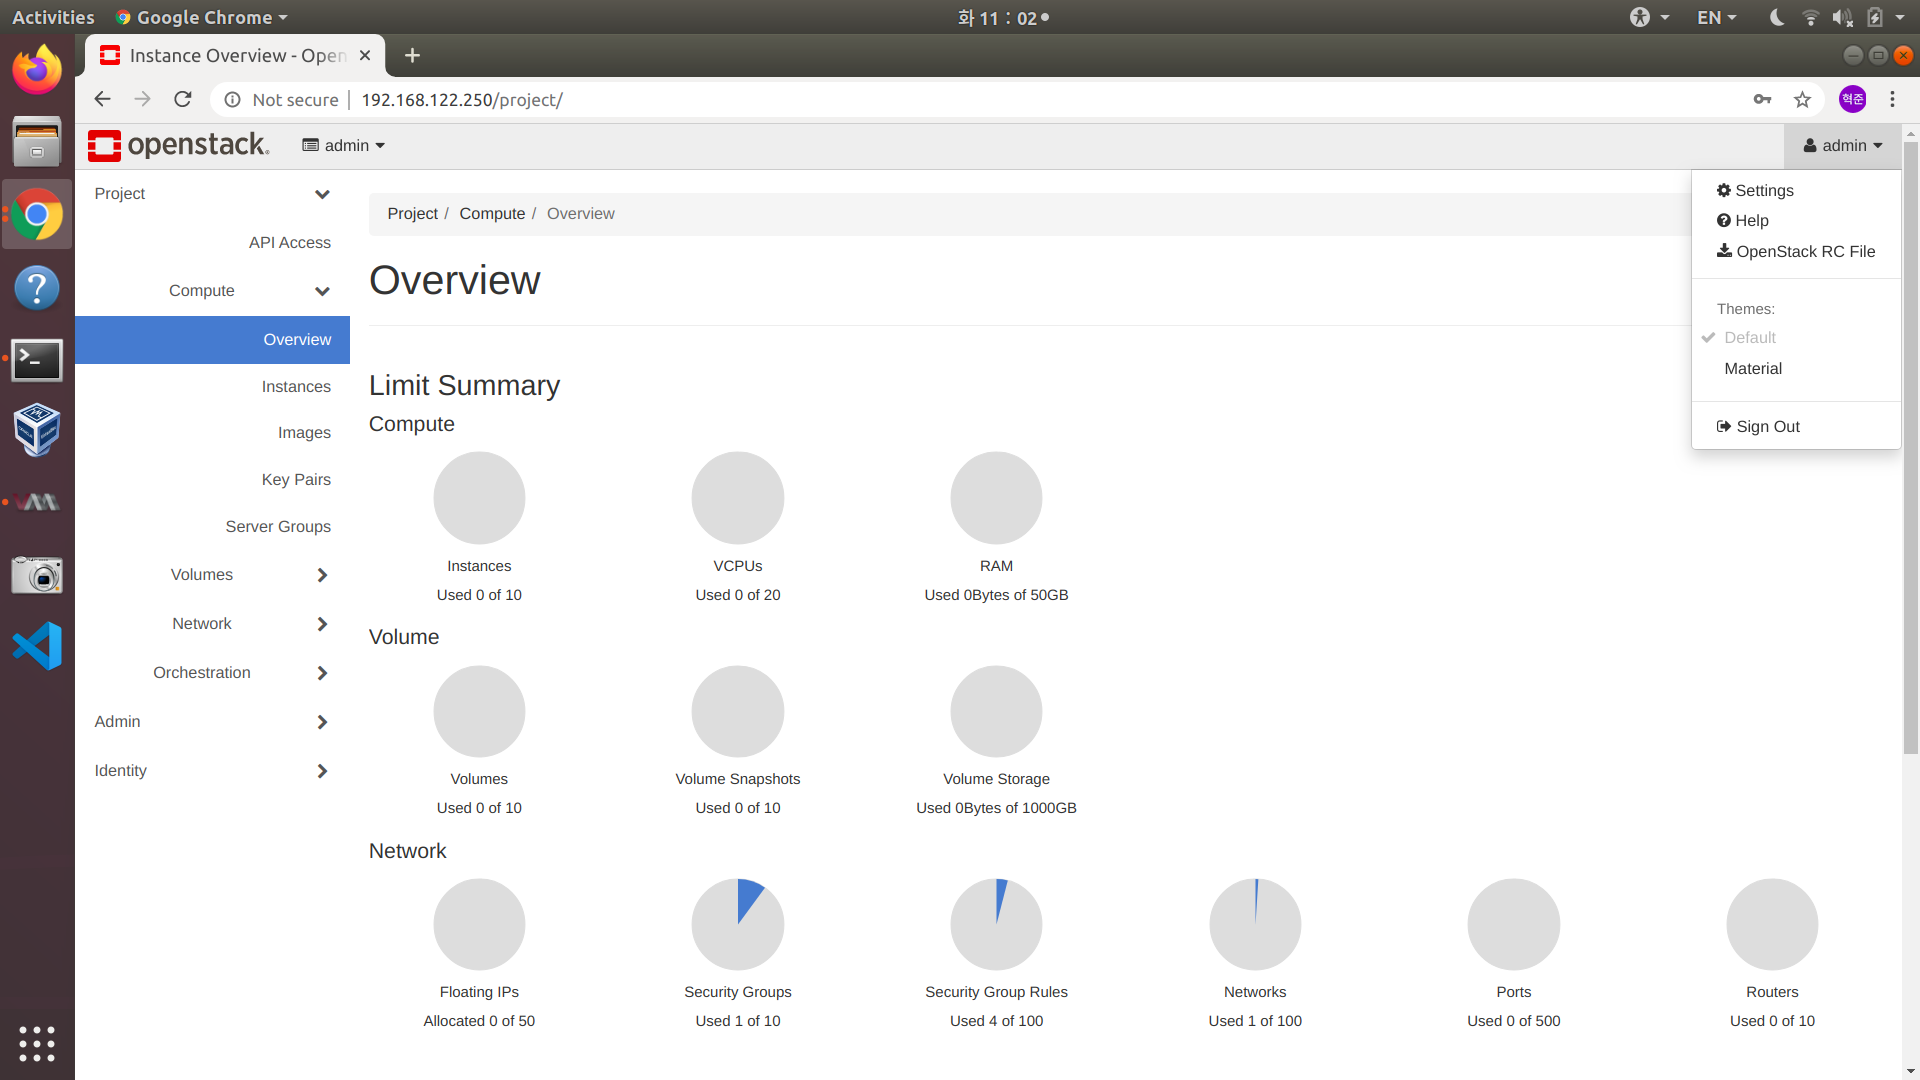 Activities
Google Chrome
화 11 : 02
EN
Instance Overview - Open
Not secure
192.168.122.250/project/
혁준
openstack.
admin
admin
Project
API Access
Compute
Overview
Instances
Images
Key Pairs
Server Groups
Volumes
Network
Orchestration
Admin
Identity
Project / Compute / Overview
Overview
Settings
Help
OpenStack RC File
Themes:
Default
Material
Sign Out
Limit Summary
Compute
Instances
Used 0 of 10
VCPUs
Used 0 of 20
RAM
Used 0Bytes of 50GB
Volume
Volumes
Used 0 of 10
Volume Snapshots
Used 0 of 10
Volume Storage
Used 0Bytes of 1000GB
Network
Floating IPs
Allocated 0 of 50
Security Groups
Used 1 of 10
Security Group Rules
Used 4 of 100
Networks
Used 1 of 100
Ports
Used 0 of 500
Routers
Used 0 of 10